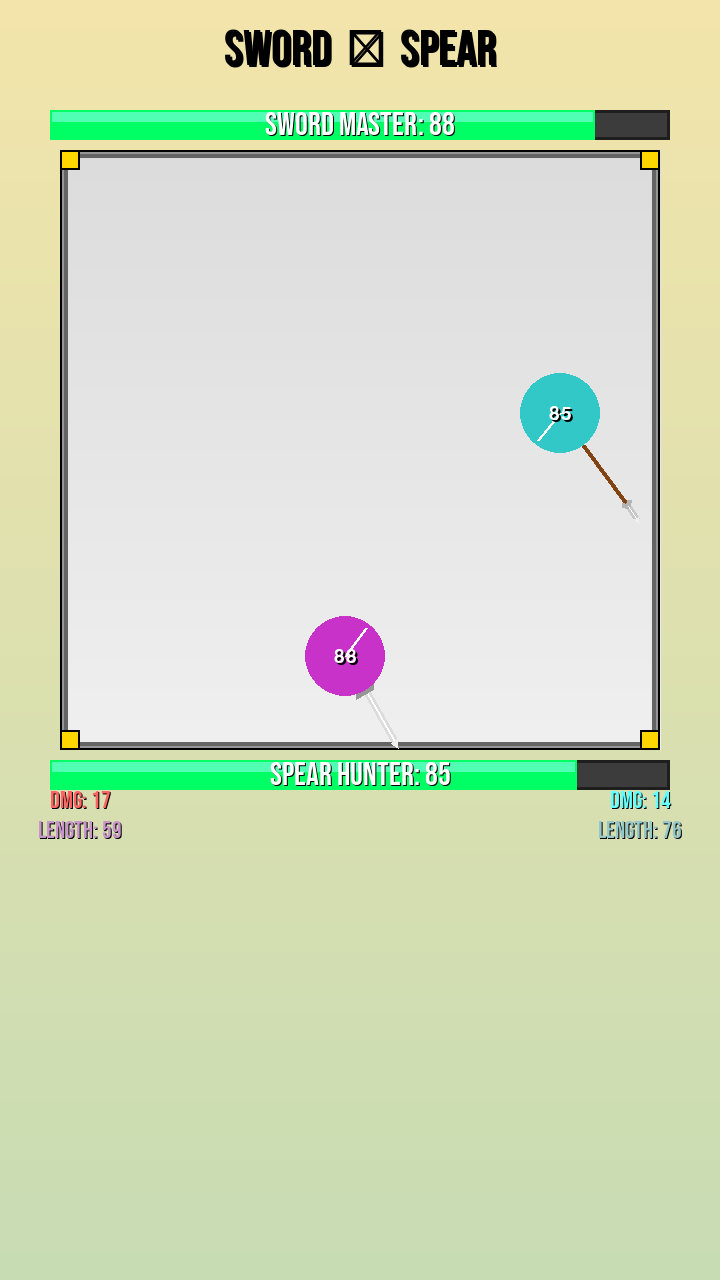 SWORD ☒ SPEAR
SWORD MASTER: 88
85
88
SPEAR HUNTER: 85
DMG: 17 DMG: 14
LENGTH: 59 LENGTH: 76